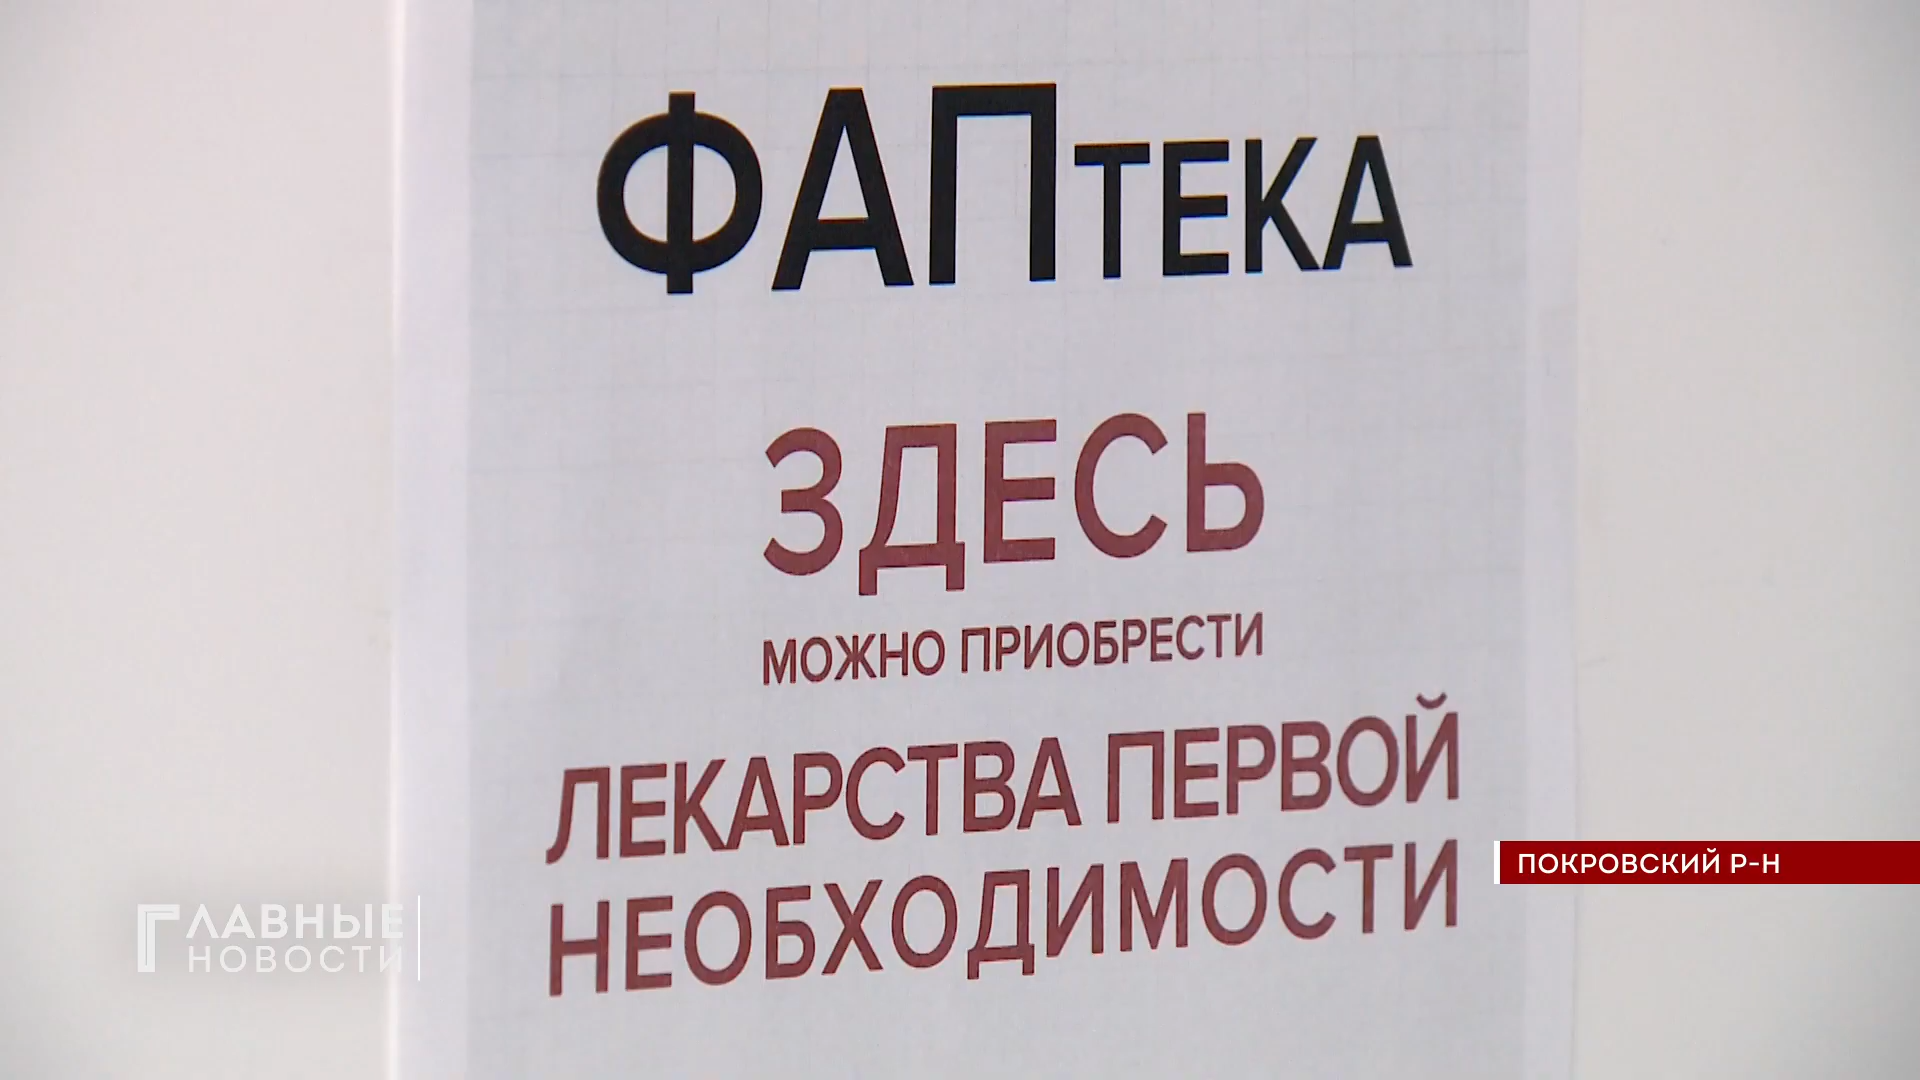 ФАПТЕКА
ЗДЕСЬ
МОЖНО ПРИОБРЕСТИ
ЛЕКАРСТВА ПЕРВОЙ
НЕОБХОДИМОСТИ
ПОКРОВСКИЙ Р-Н
ГЛАВНЫЕ
НОВОСТИ